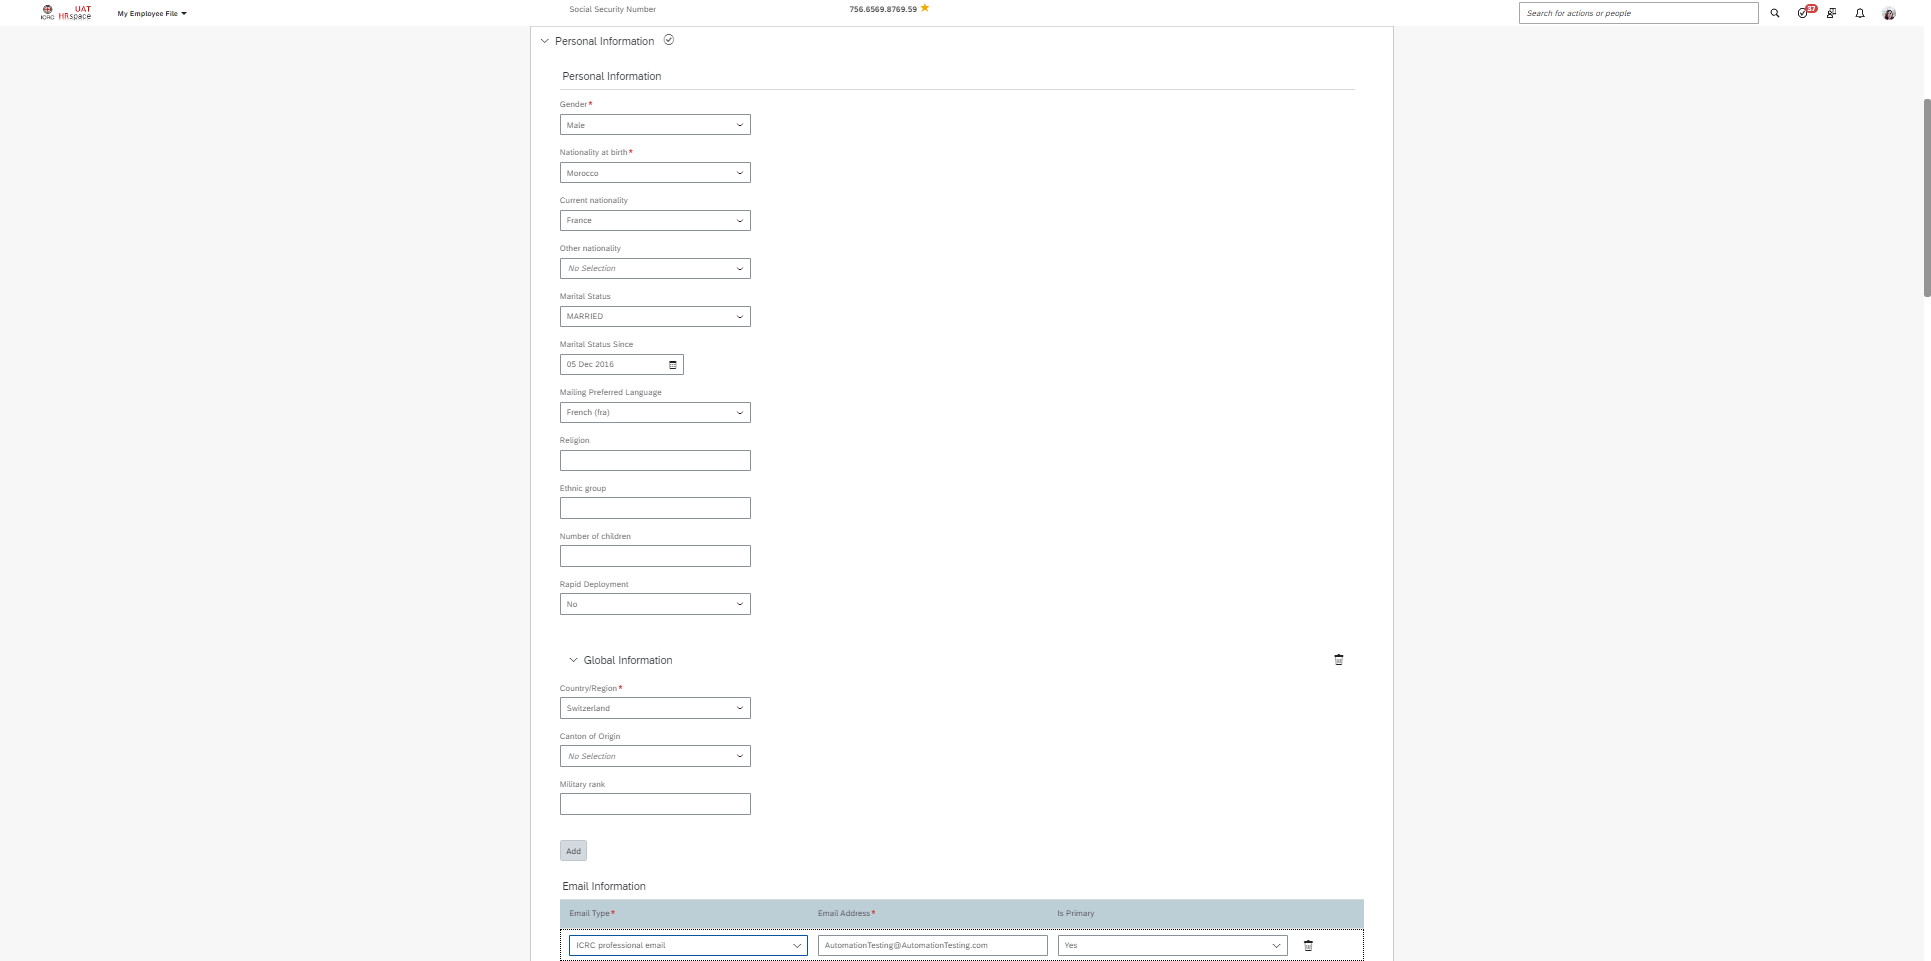 UAT
ICRC HRspace
My Employee File
Social Security Number 756.6569.8769.59
Search for actions or people
37
Personal Information
Personal Information
Gender*
Male
Nationality at birth*
Morocco
Current nationality
France
Other nationality
No Selection
Marital Status
MARRIED
Marital Status Since
05 Dec 2016
Mailing Preferred Language
French (fra)
Religion
Ethnic group
Number of children
Rapid Deployment
No
Global Information
Country/Region*
Switzerland
Canton of Origin
No Selection
Military rank
Add
Email Information
Email Type* Email Address* Is Primary
ICRC professional email AutomationTesting@AutomationTesting.com Yes